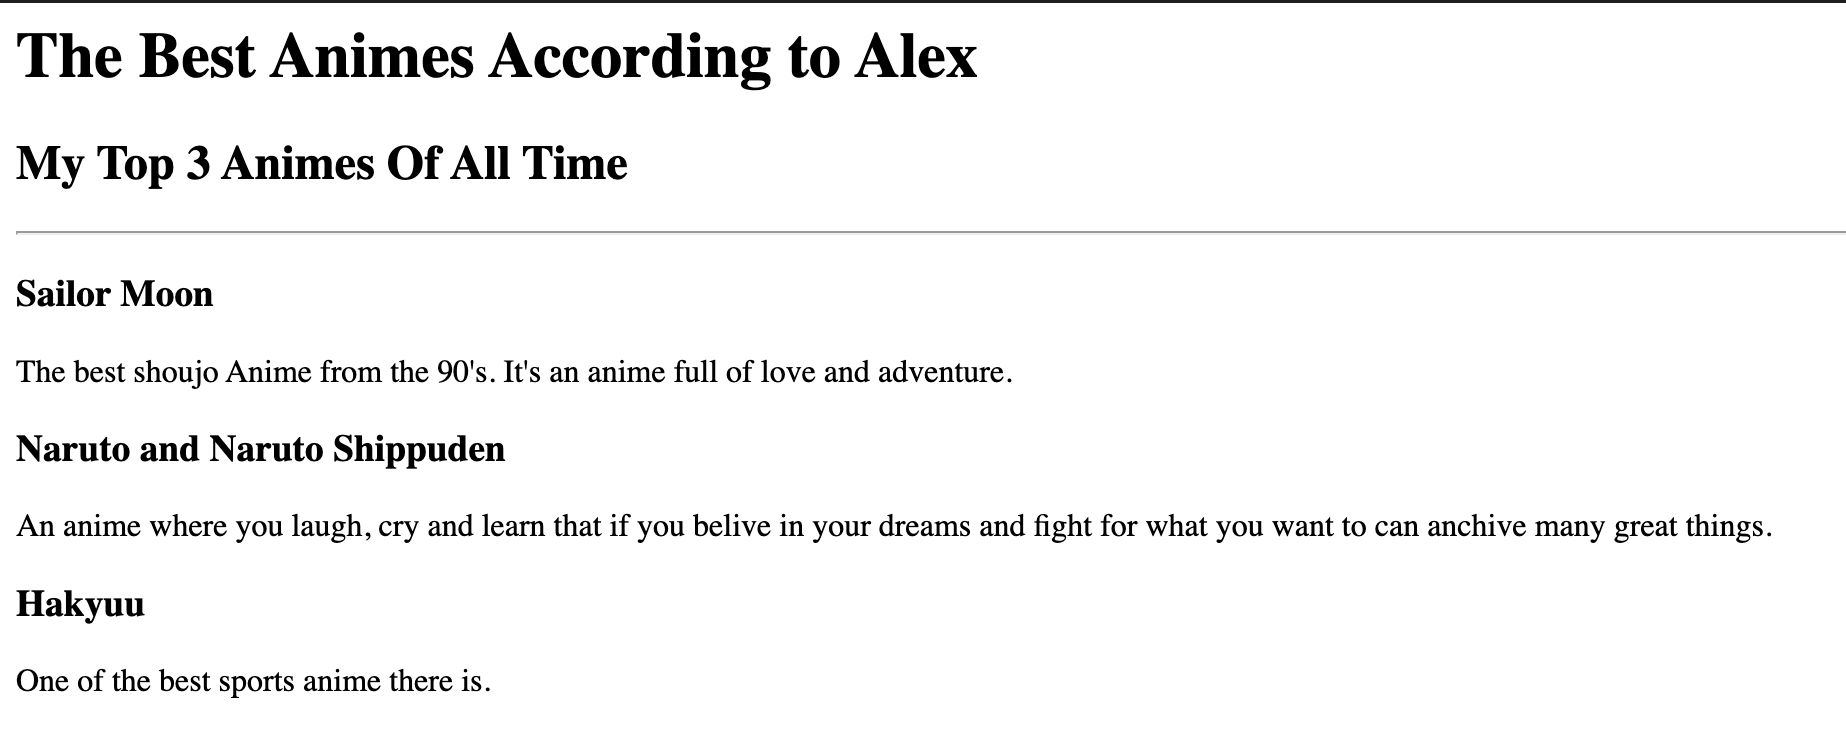 The Best Animes According to Alex
My Top 3 Animes Of All Time
Sailor Moon
The best shoujo Anime from the 90's. It's an anime full of love and adventure.
Naruto and Naruto Shippuden
An anime where you laugh, cry and learn that if you belive in your dreams and fight for what you want to can anchive many great things.
Hakyuu
One of the best sports anime there is.